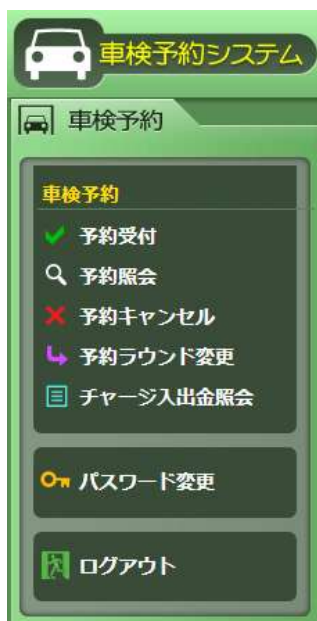 車検予約システム
車検予約
車検予約
予約受付
予約照会
予約キャンセル
予約ラウンド変更
チャージ入出金照会
パスワード変更
ログアウト